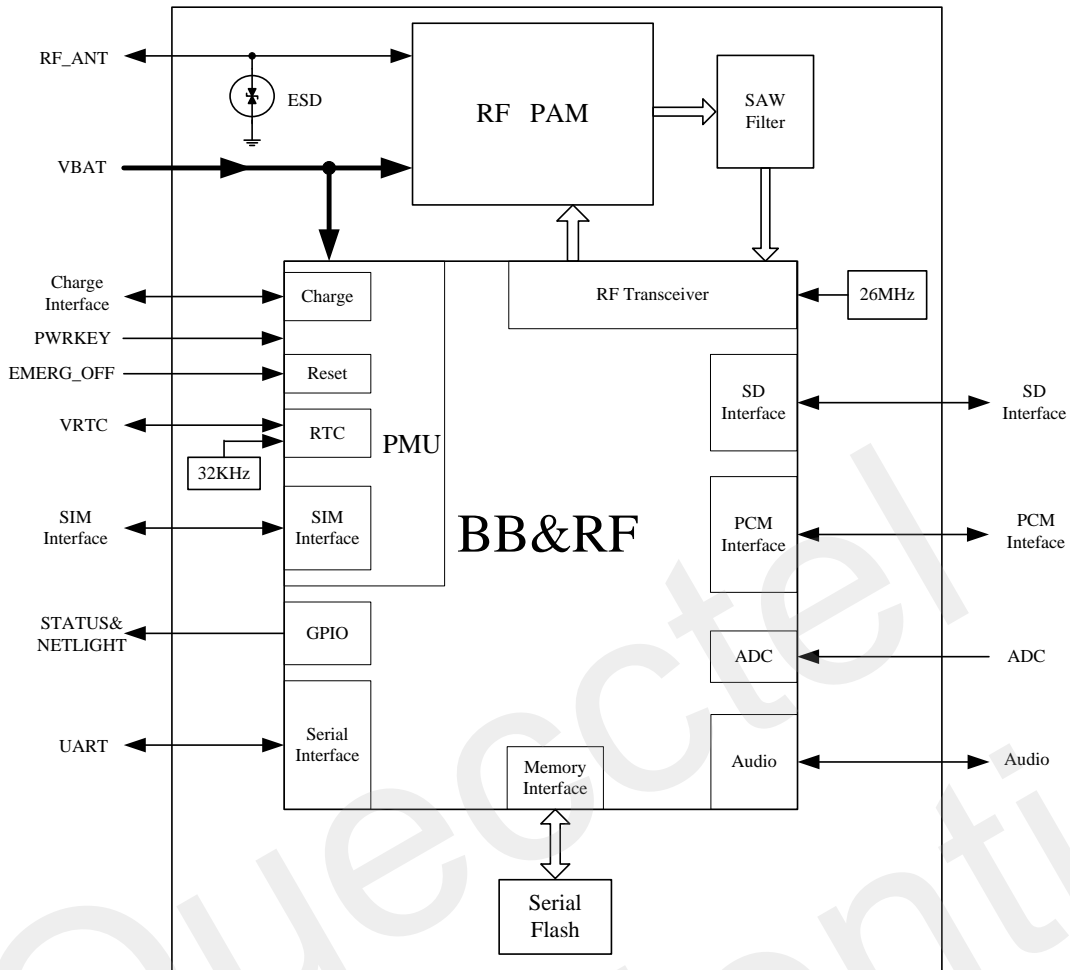 RF_ANT
ESD
RF PAM
SAW
Filter
VBAT
Charge
Interface
Charge
RF Transceiver
26MHz
PWRKEY
EMERG_OFF
Reset
SD
Interface
SD
Interface
VRTC
RTC
PMU
32KHz
SIM
Interface
SIM
Interface
BB&RF
PCM
Interface
PCM
Inteface
STATUS&
NETLIGHT
GPIO
ADC
ADC
UART
Serial
Interface
Memory
Interface
Audio
Audio
Serial
Flash
Quectel